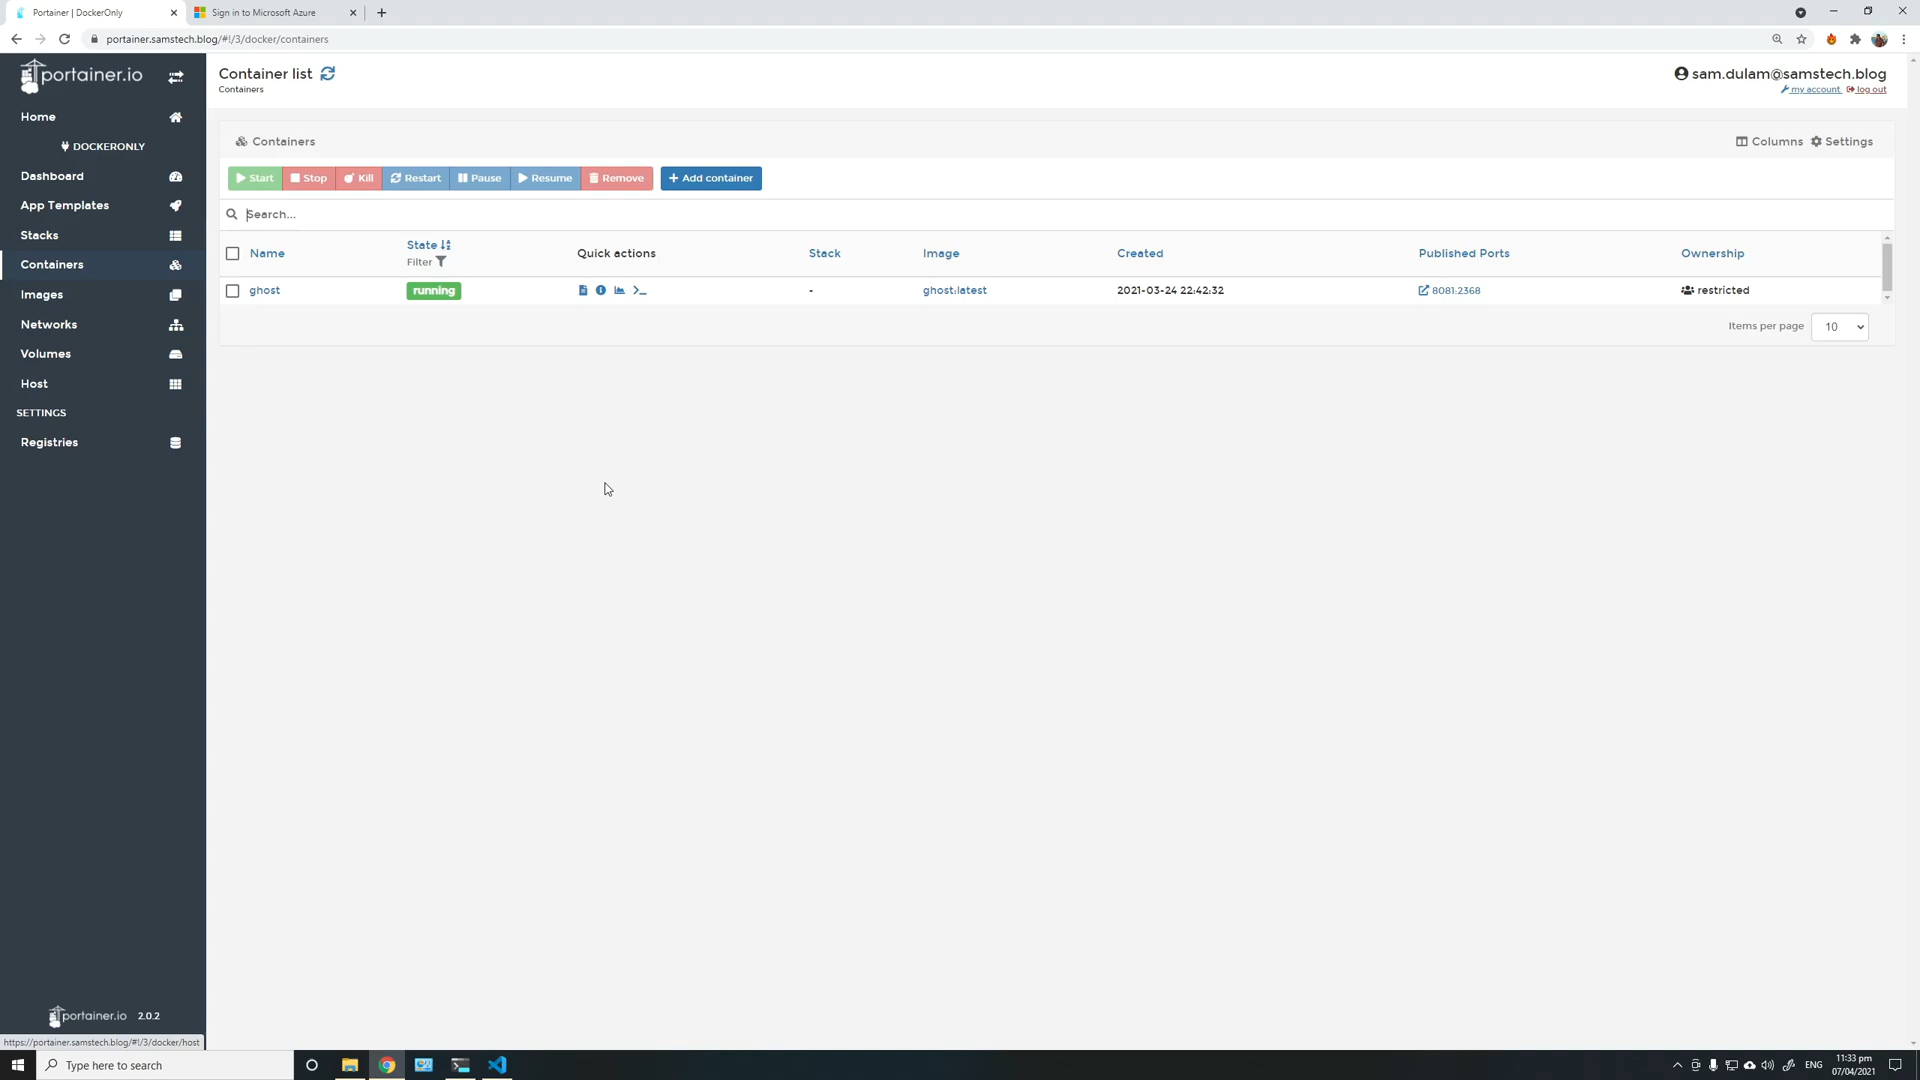 Portainer | DockerOnly
Sign in to Microsoft Azure
portainer.samstech.blog/#!/3/docker/containers
portainer.io
Home
DOCKERONLY
Dashboard
App Templates
Stacks
Containers
Images
Networks
Volumes
Host
SETTINGS
Registries
portainer.io 2.0.2
Container list
Containers
sam.dulam@samstech.blog
my account log out
Containers
Columns Settings
Start Stop Kill Restart Pause Resume Remove Add container
Search...
Name State Filter Quick actions Stack Image Created Published Ports Ownership
ghost running - ghost:latest 2021-03-24 22:42:32 8081:2368 restricted
Items per page 10
https://portainer.samstech.blog/#!/3/docker/host
Type here to search
ENG
11:33 pm
07/04/2021